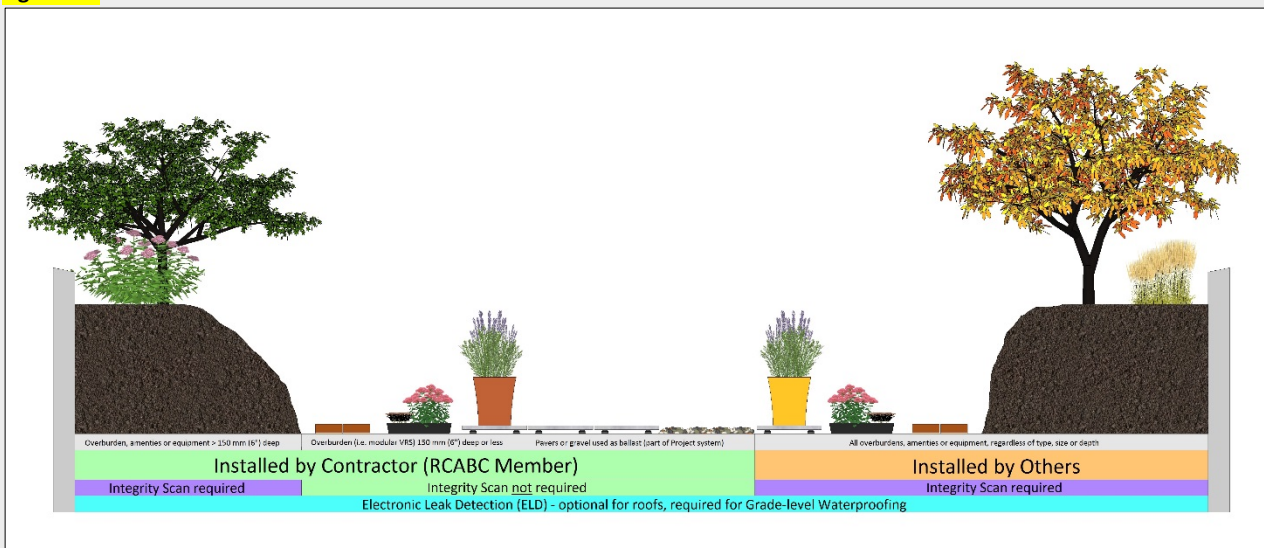 Overburden, amenities or equipment > 150 mm (6") deep
Overburden (i.e. modular VRS) 150 mm (6") deep or less
Pavers or gravel used as ballast (part of Project system)
All overburdens, amenities or equipment, regardless of type, size or depth
Installed by Contractor (RCABC Member)
Installed by Others
Integrity Scan required
Integrity Scan not required
Integrity Scan required
Electronic Leak Detection (ELD) - optional for roofs, required for Grade-level Waterproofing